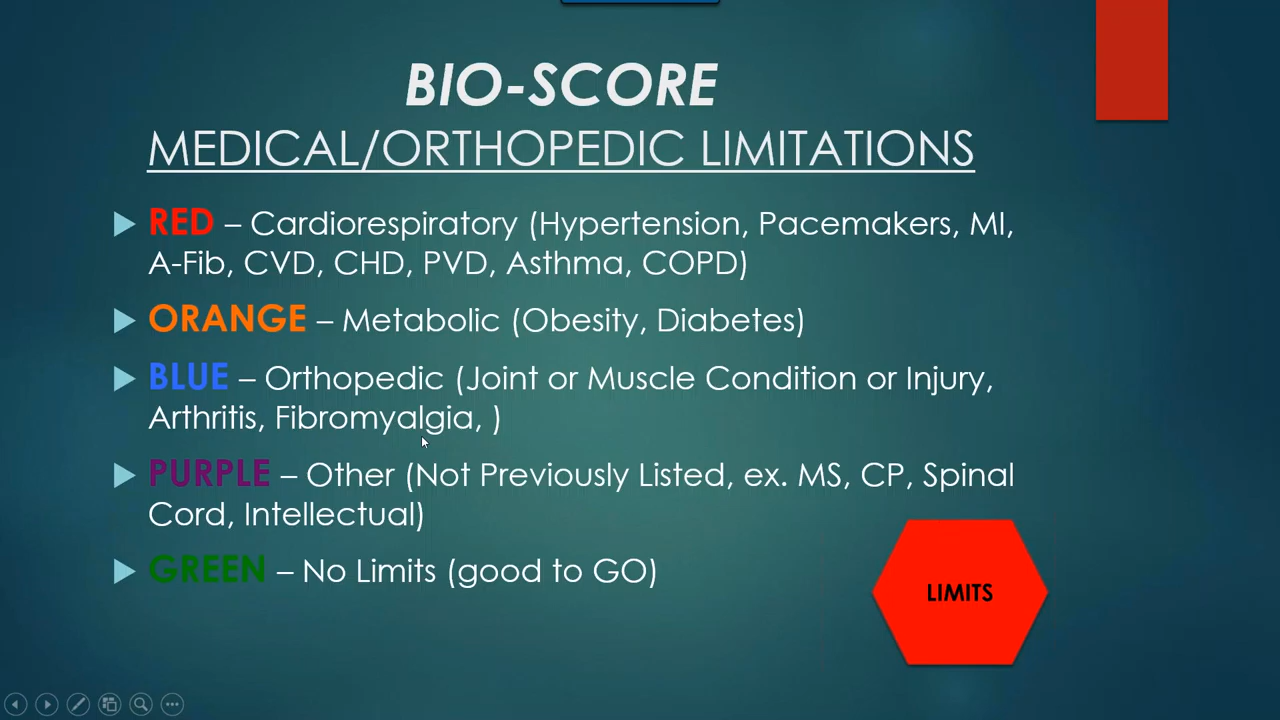 BIO-SCORE
MEDICAL/ORTHOPEDIC LIMITATIONS
RED – Cardiorespiratory (Hypertension, Pacemakers, MI,
A-Fib, CVD, CHD, PVD, Asthma, COPD)
ORANGE – Metabolic (Obesity, Diabetes)
BLUE – Orthopedic (Joint or Muscle Condition or Injury,
Arthritis, Fibromyalgia, )
PURPLE – Other (Not Previously Listed, ex. MS, CP, Spinal
Cord, Intellectual)
GREEN – No Limits (good to GO)
LIMITS